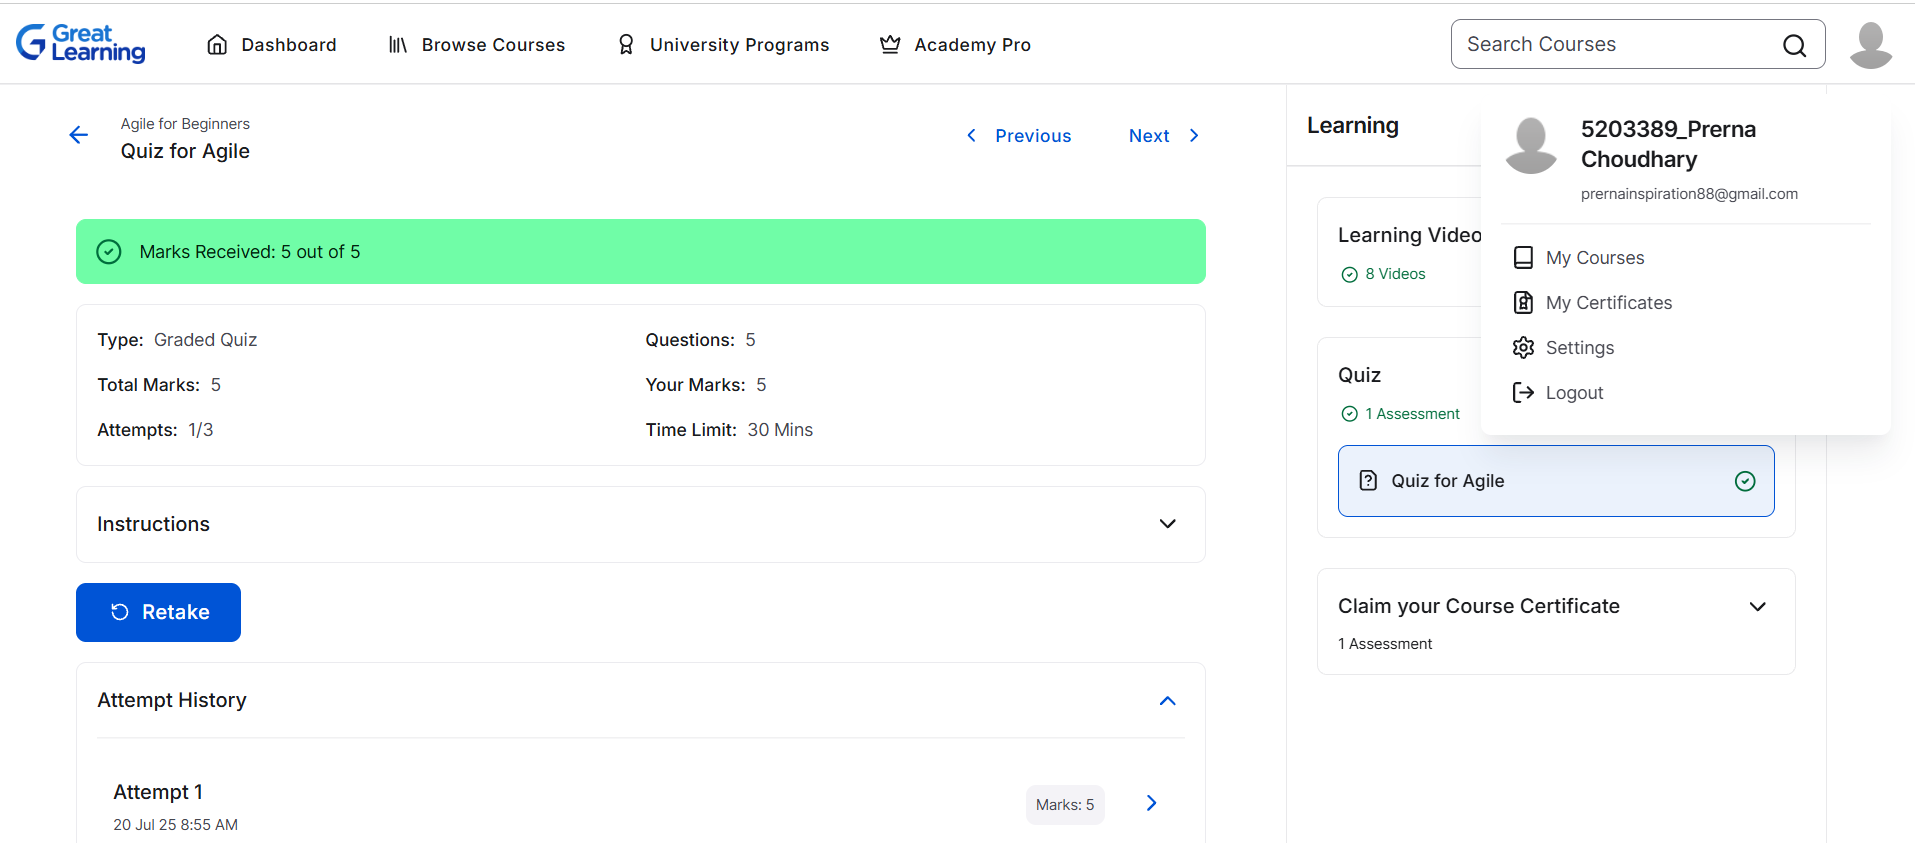 Great Learning
Dashboard
Browse Courses
University Programs
Academy Pro
Search Courses
Agile for Beginners
Quiz for Agile
Previous
Next
Marks Received: 5 out of 5
Type: Graded Quiz
Questions: 5
Total Marks: 5
Your Marks: 5
Attempts: 1/3
Time Limit: 30 Mins
Instructions
Retake
Attempt History
Attempt 1
20 Jul 25 8:55 AM
Marks: 5
Learning
Learning Video
8 Videos
Quiz
1 Assessment
Quiz for Agile
Claim your Course Certificate
1 Assessment
5203389_Prerna
Choudhary
prernainspiration88@gmail.com
My Courses
My Certificates
Settings
Logout